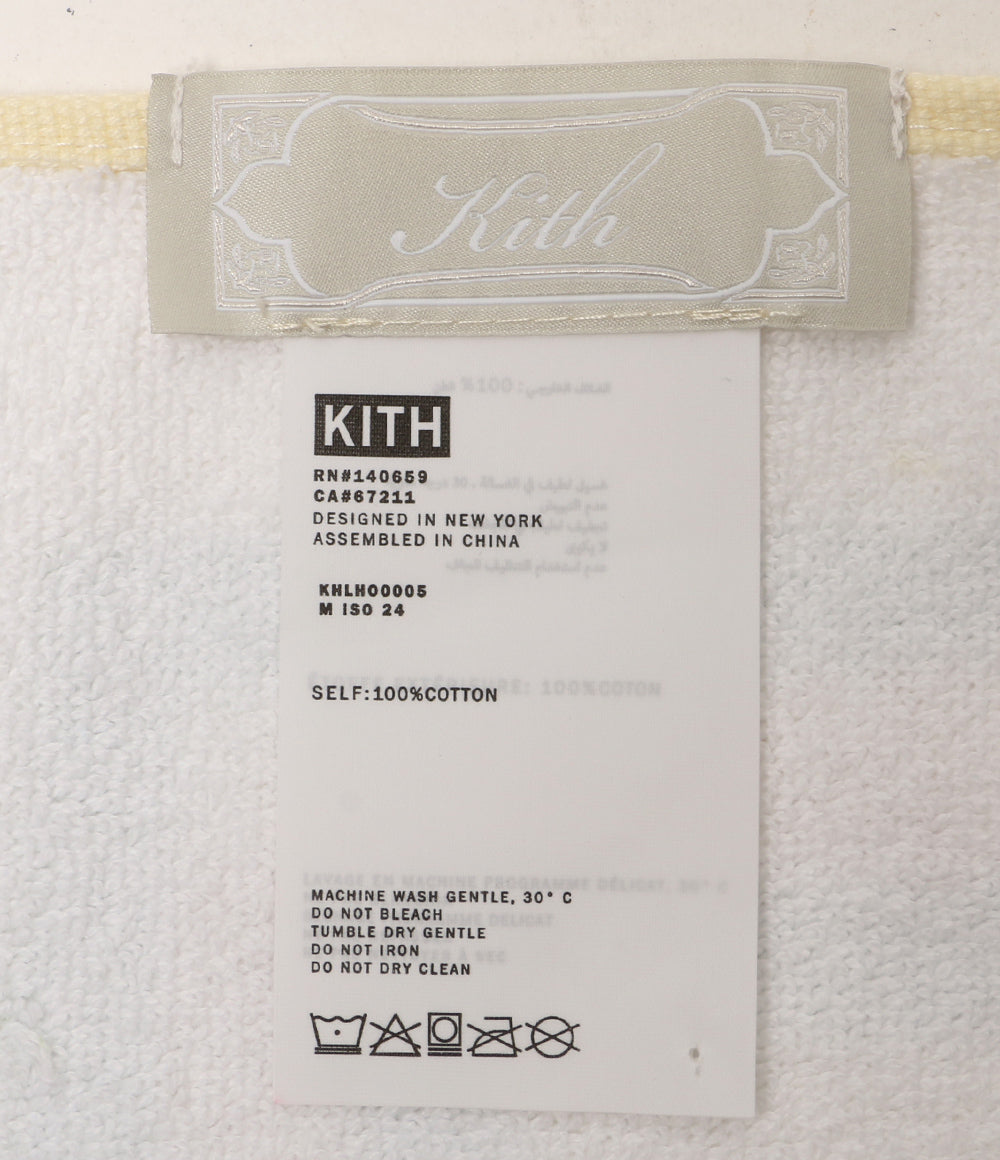 Kith
KITH
RN#140659
CA#67211
DESIGNED IN NEW YORK
ASSEMBLED IN CHINA
KHLH00005
M ISO 24
SELF:100%COTTON
MACHINE WASH GENTLE, 30° C
DO NOT BLEACH
TUMBLE DRY GENTLE
DO NOT IRON
DO NOT DRY CLEAN